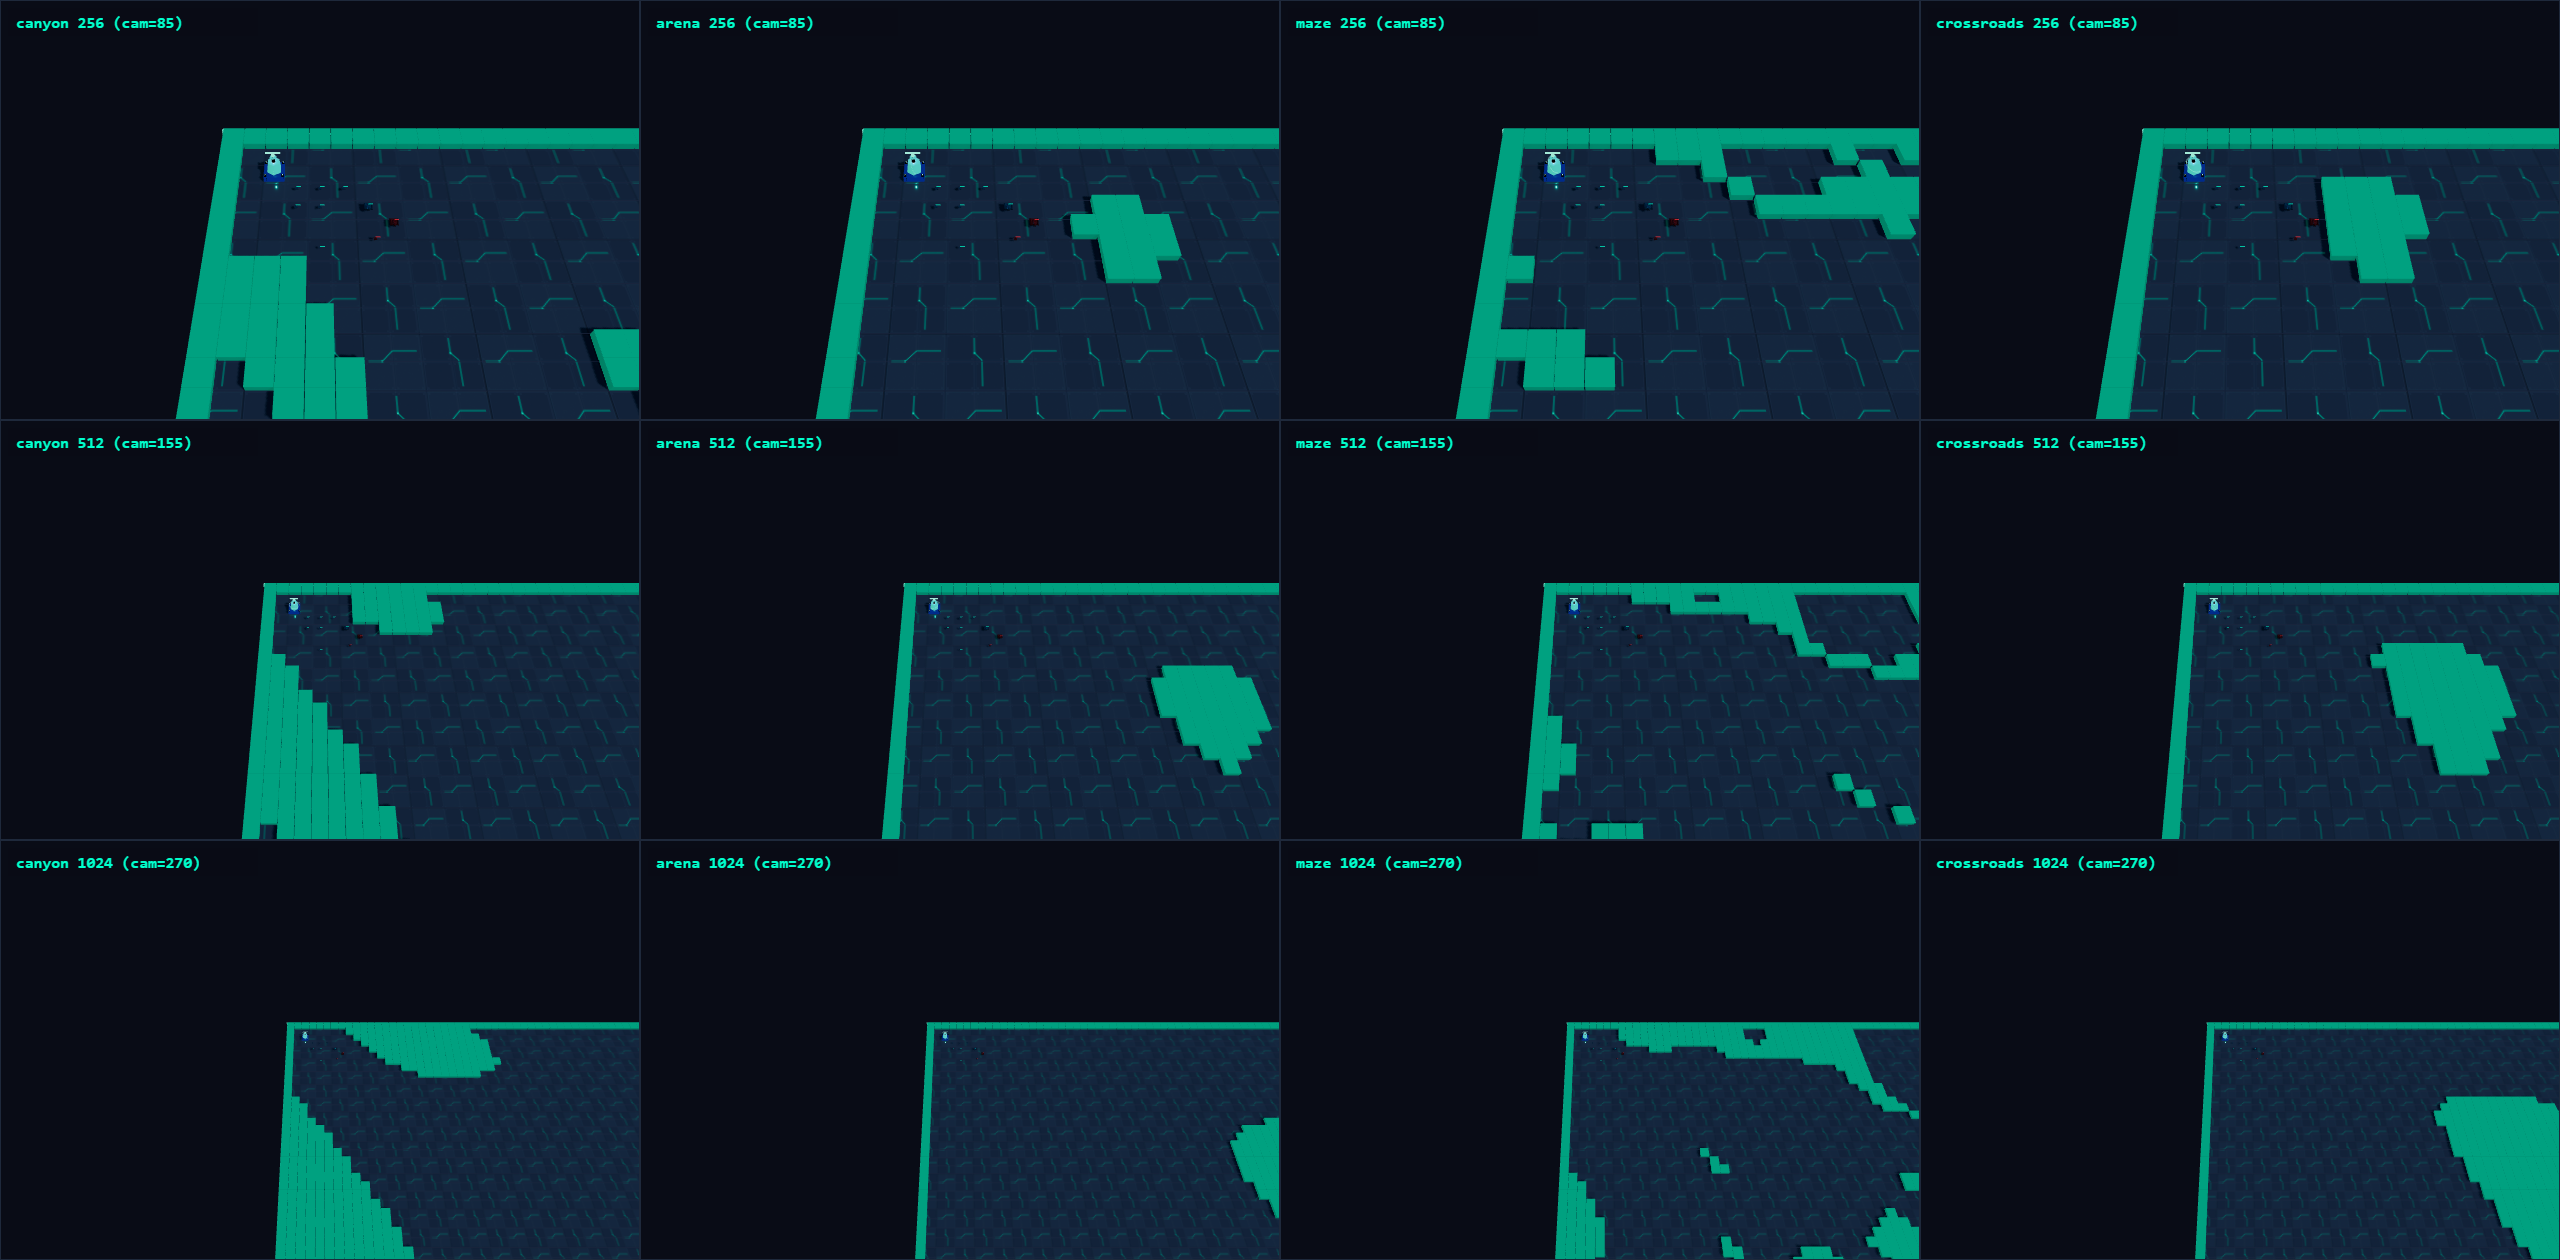 canyon 256 (cam=85)
arena 256 (cam=85)
maze 256 (cam=85)
crossroads 256 (cam=85)
canyon 512 (cam=155)
arena 512 (cam=155)
maze 512 (cam=155)
crossroads 512 (cam=155)
canyon 1024 (cam=270)
arena 1024 (cam=270)
maze 1024 (cam=270)
crossroads 1024 (cam=270)